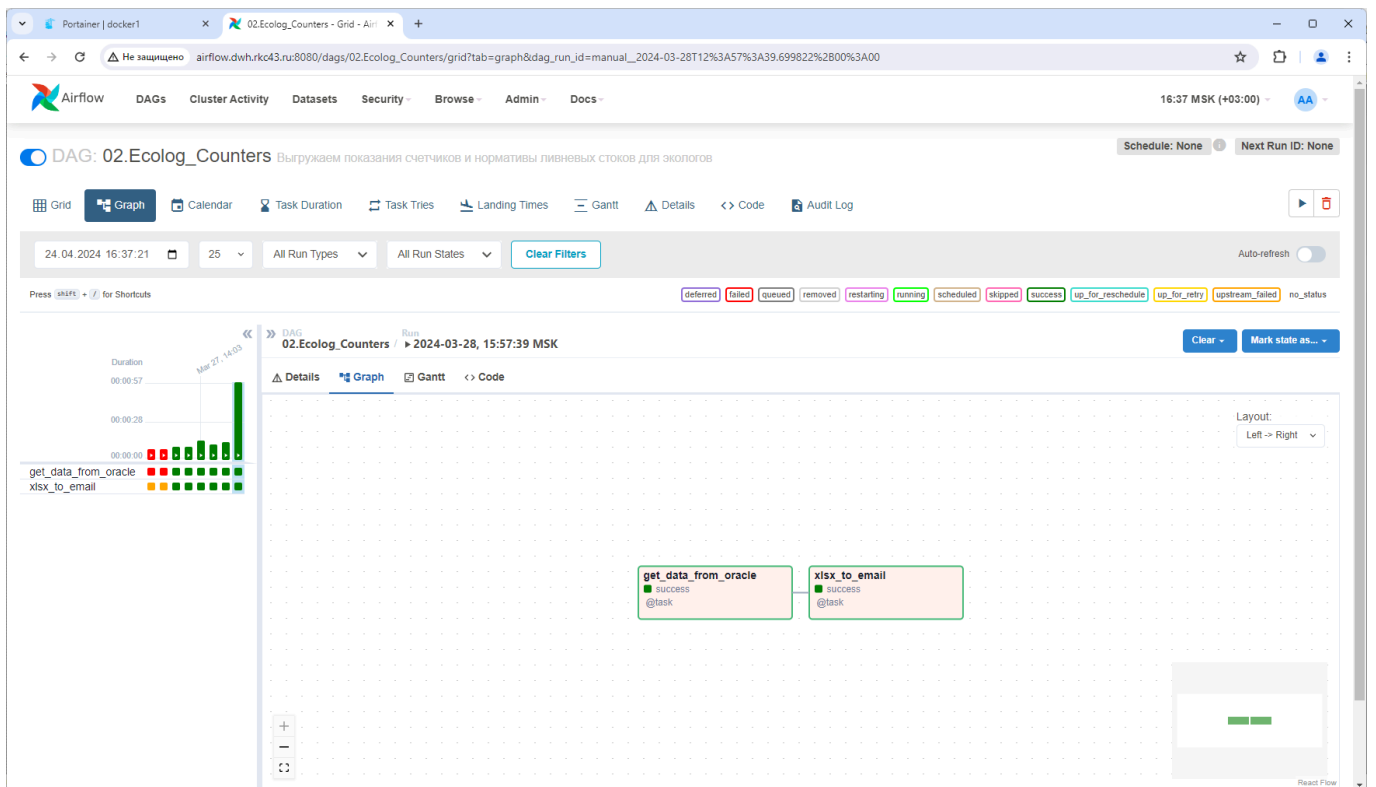 Portainer | docker1
02.Ecolog_Counters - Grid - Airf
Не защищено airflow.dwh.rkc43.ru:8080/dags/02.Ecolog_Counters/grid?tab=graph&dag_run_id=manual__2024-03-28T12%3A57%3A39.699822%2B00%3A00
Airflow DAGs Cluster Activity Datasets Security Browse Admin Docs 16:37 MSK (+03:00) AA
DAG: 02.Ecolog_Counters Выгружаем показания счетчиков и нормативы ливневых стоков для экологов
Schedule: None Next Run ID: None
Grid Graph Calendar Task Duration Task Tries Landing Times Gantt Details Code Audit Log
24.04.2024 16:37:21 25 All Run Types All Run States Clear Filters Auto-refresh
Press shift + / for Shortcuts
deferred failed queued removed restarting running scheduled skipped success up_for_reschedule up_for_retry upstream_failed no_status
DAG Run
02.Ecolog_Counters / 2024-03-28, 15:57:39 MSK
Clear Mark state as...
Details Graph Gantt Code
Mar 27, 14:03
Duration
00:00:57
00:00:28
00:00:00
get_data_from_oracle
xlsx_to_email
Layout:
Left -> Right
get_data_from_oracle
success
@task
xlsx_to_email
success
@task
React Flow